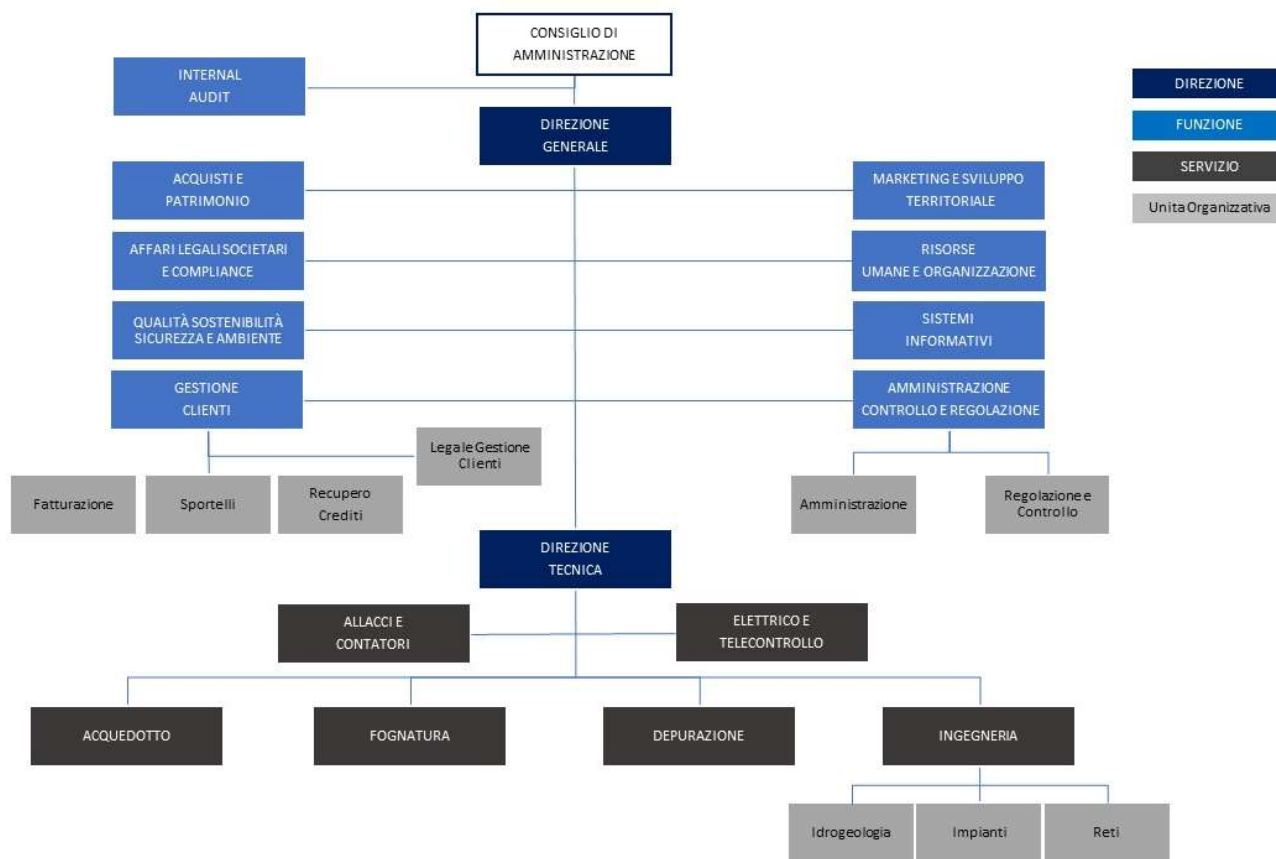 CONSIGLIO DI
AMMINISTRAZIONE
INTERNAL
AUDIT
DIREZIONE
GENERALE
DIREZIONE
FUNZIONE
SERVIZIO
Unita Organizzativa
ACQUISTI E
PATRIMONIO
MARKETING E SVILUPPO
TERRITORIALE
AFFARI LEGALI SOCIETARI
E COMPLIANCE
RISORSE
UMANE E ORGANIZZAZIONE
QUALITÀ SOSTENIBILITÀ
SICUREZZA E AMBIENTE
SISTEMI
INFORMATIVI
GESTIONE
CLIENTI
AMMINISTRAZIONE
CONTROLLO E REGOLAZIONE
Legale Gestione
Clienti
Fatturazione
Sportelli
Recupero
Crediti
Amministrazione
Regolazione e
Controllo
DIREZIONE
TECNICA
ALLACCI E
CONTATORI
ELETTRICO E
TELECONTROLLO
ACQUEDOTTO
FOGNATURA
DEPURAZIONE
INGEGNERIA
Idrogeologia
Impianti
Reti